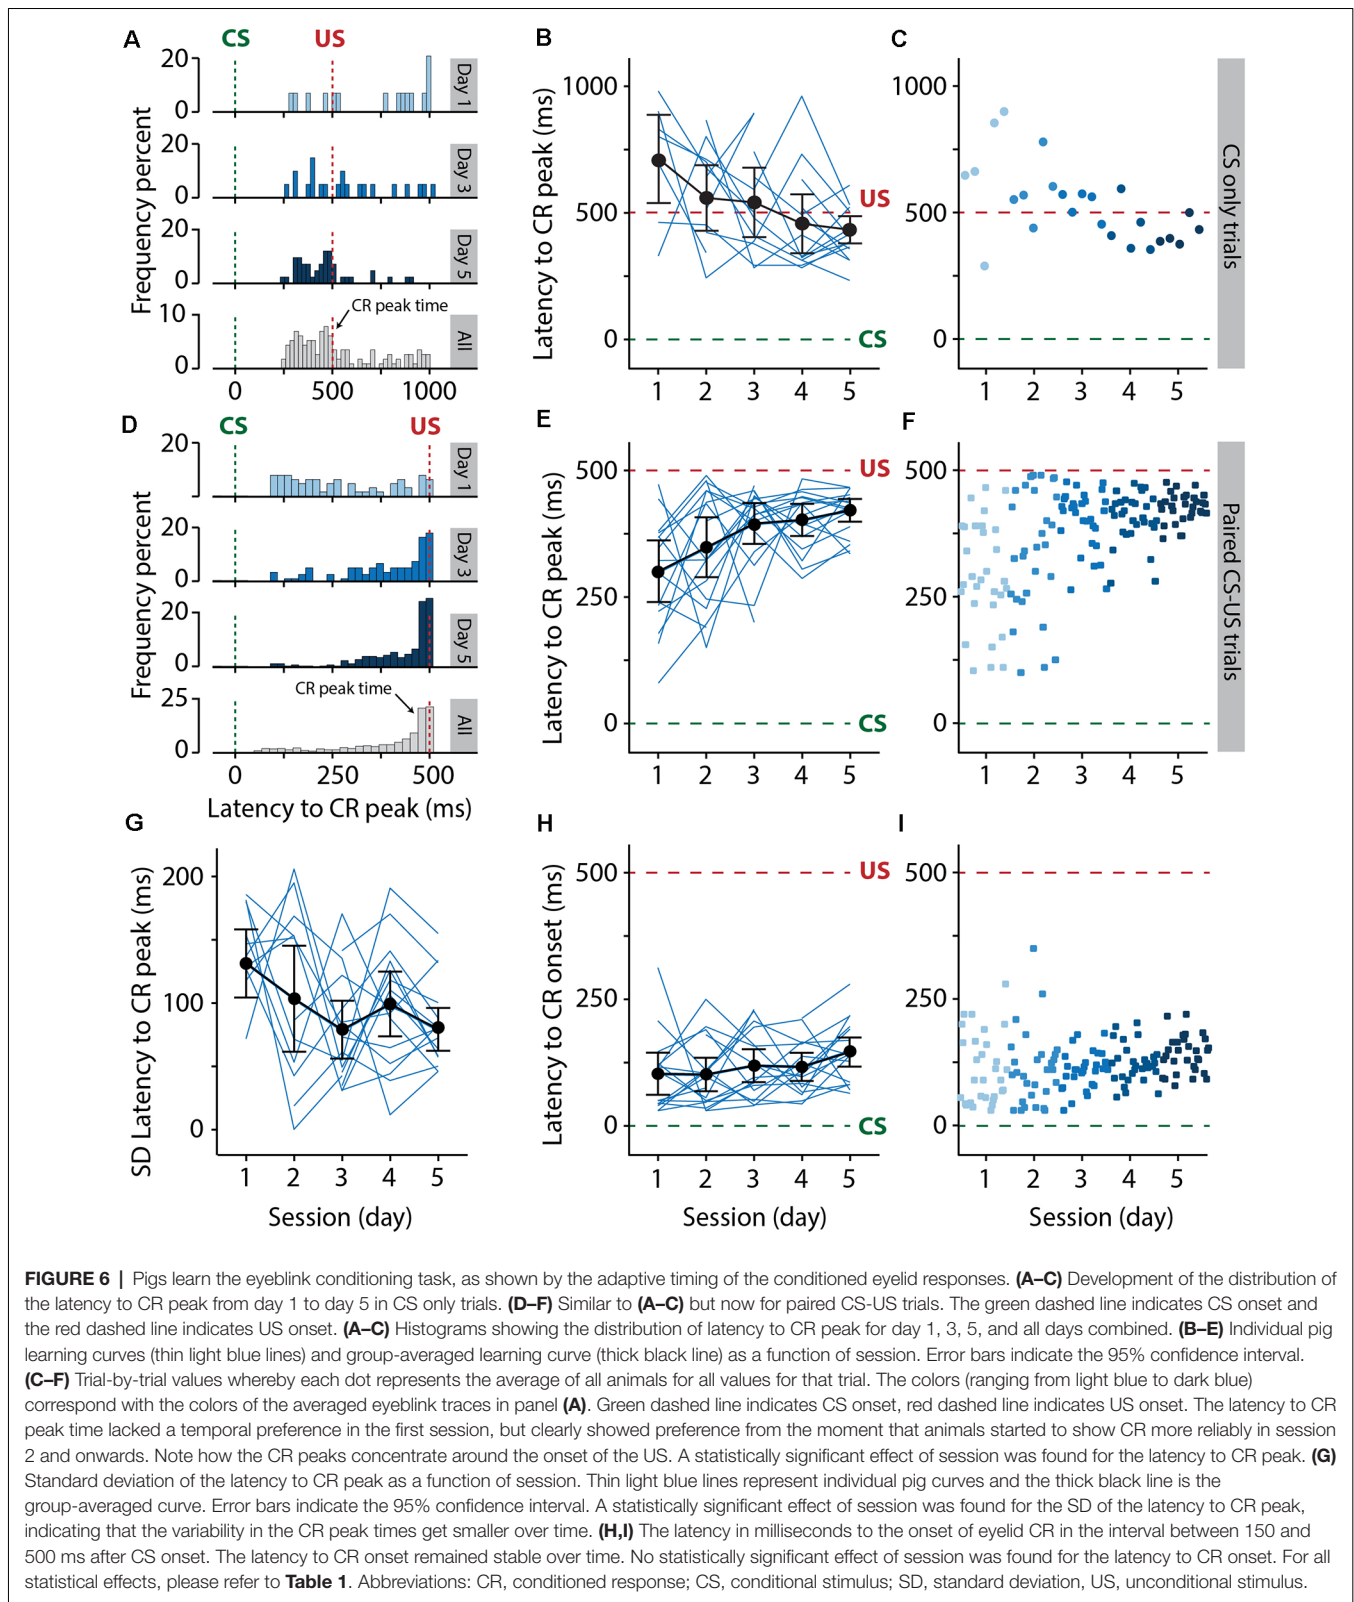 A
CS
US
20
0
Day 1
20
0
Day 3
20
0
Day 5
10
0
All
CR peak time
Frequency percent
0
500
1000
B
1000
500
0
US
CS
Latency to CR peak (ms)
1 2 3 4 5
C
1000
500
0
1 2 3 4 5
CS only trials
D
CS
US
20
0
Day 1
20
0
Day 3
20
0
Day 5
25
0
All
CR peak time
Frequency percent
0
250
500
Latency to CR peak (ms)
E
500
250
0
US
CS
Latency to CR peak (ms)
1 2 3 4 5
F
500
250
0
1 2 3 4 5
Paired CS-US trials
G
200
100
0
SD Latency to CR peak (ms)
1 2 3 4 5
Session (day)
H
500
250
0
US
CS
Latency to CR onset (ms)
1 2 3 4 5
Session (day)
I
500
250
0
1 2 3 4 5
Session (day)
FIGURE 6 | Pigs learn the eyeblink conditioning task, as shown by the adaptive timing of the conditioned eyelid responses. (A–C) Development of the distribution of
the latency to CR peak from day 1 to day 5 in CS only trials. (D–F) Similar to (A–C) but now for paired CS-US trials. The green dashed line indicates CS onset and
the red dashed line indicates US onset. (A–C) Histograms showing the distribution of latency to CR peak for day 1, 3, 5, and all days combined. (B–E) Individual pig
learning curves (thin light blue lines) and group-averaged learning curve (thick black line) as a function of session. Error bars indicate the 95% confidence interval.
(C–F) Trial-by-trial values whereby each dot represents the average of all animals for all values for that trial. The colors (ranging from light blue to dark blue)
correspond with the colors of the averaged eyeblink traces in panel (A). Green dashed line indicates CS onset, red dashed line indicates US onset. The latency to CR
peak time lacked a temporal preference in the first session, but clearly showed preference from the moment that animals started to show CR more reliably in session
2 and onwards. Note how the CR peaks concentrate around the onset of the US. A statistically significant effect of session was found for the latency to CR peak. (G)
Standard deviation of the latency to CR peak as a function of session. Thin light blue lines represent individual pig curves and the thick black line is the
group-averaged curve. Error bars indicate the 95% confidence interval. A statistically significant effect of session was found for the SD of the latency to CR peak,
indicating that the variability in the CR peak times get smaller over time. (H,I) The latency in milliseconds to the onset of eyelid CR in the interval between 150 and
500 ms after CS onset. The latency to CR onset remained stable over time. No statistically significant effect of session was found for the latency to CR onset. For all
statistical effects, please refer to Table 1. Abbreviations: CR, conditioned response; CS, conditional stimulus; SD, standard deviation, US, unconditional stimulus.